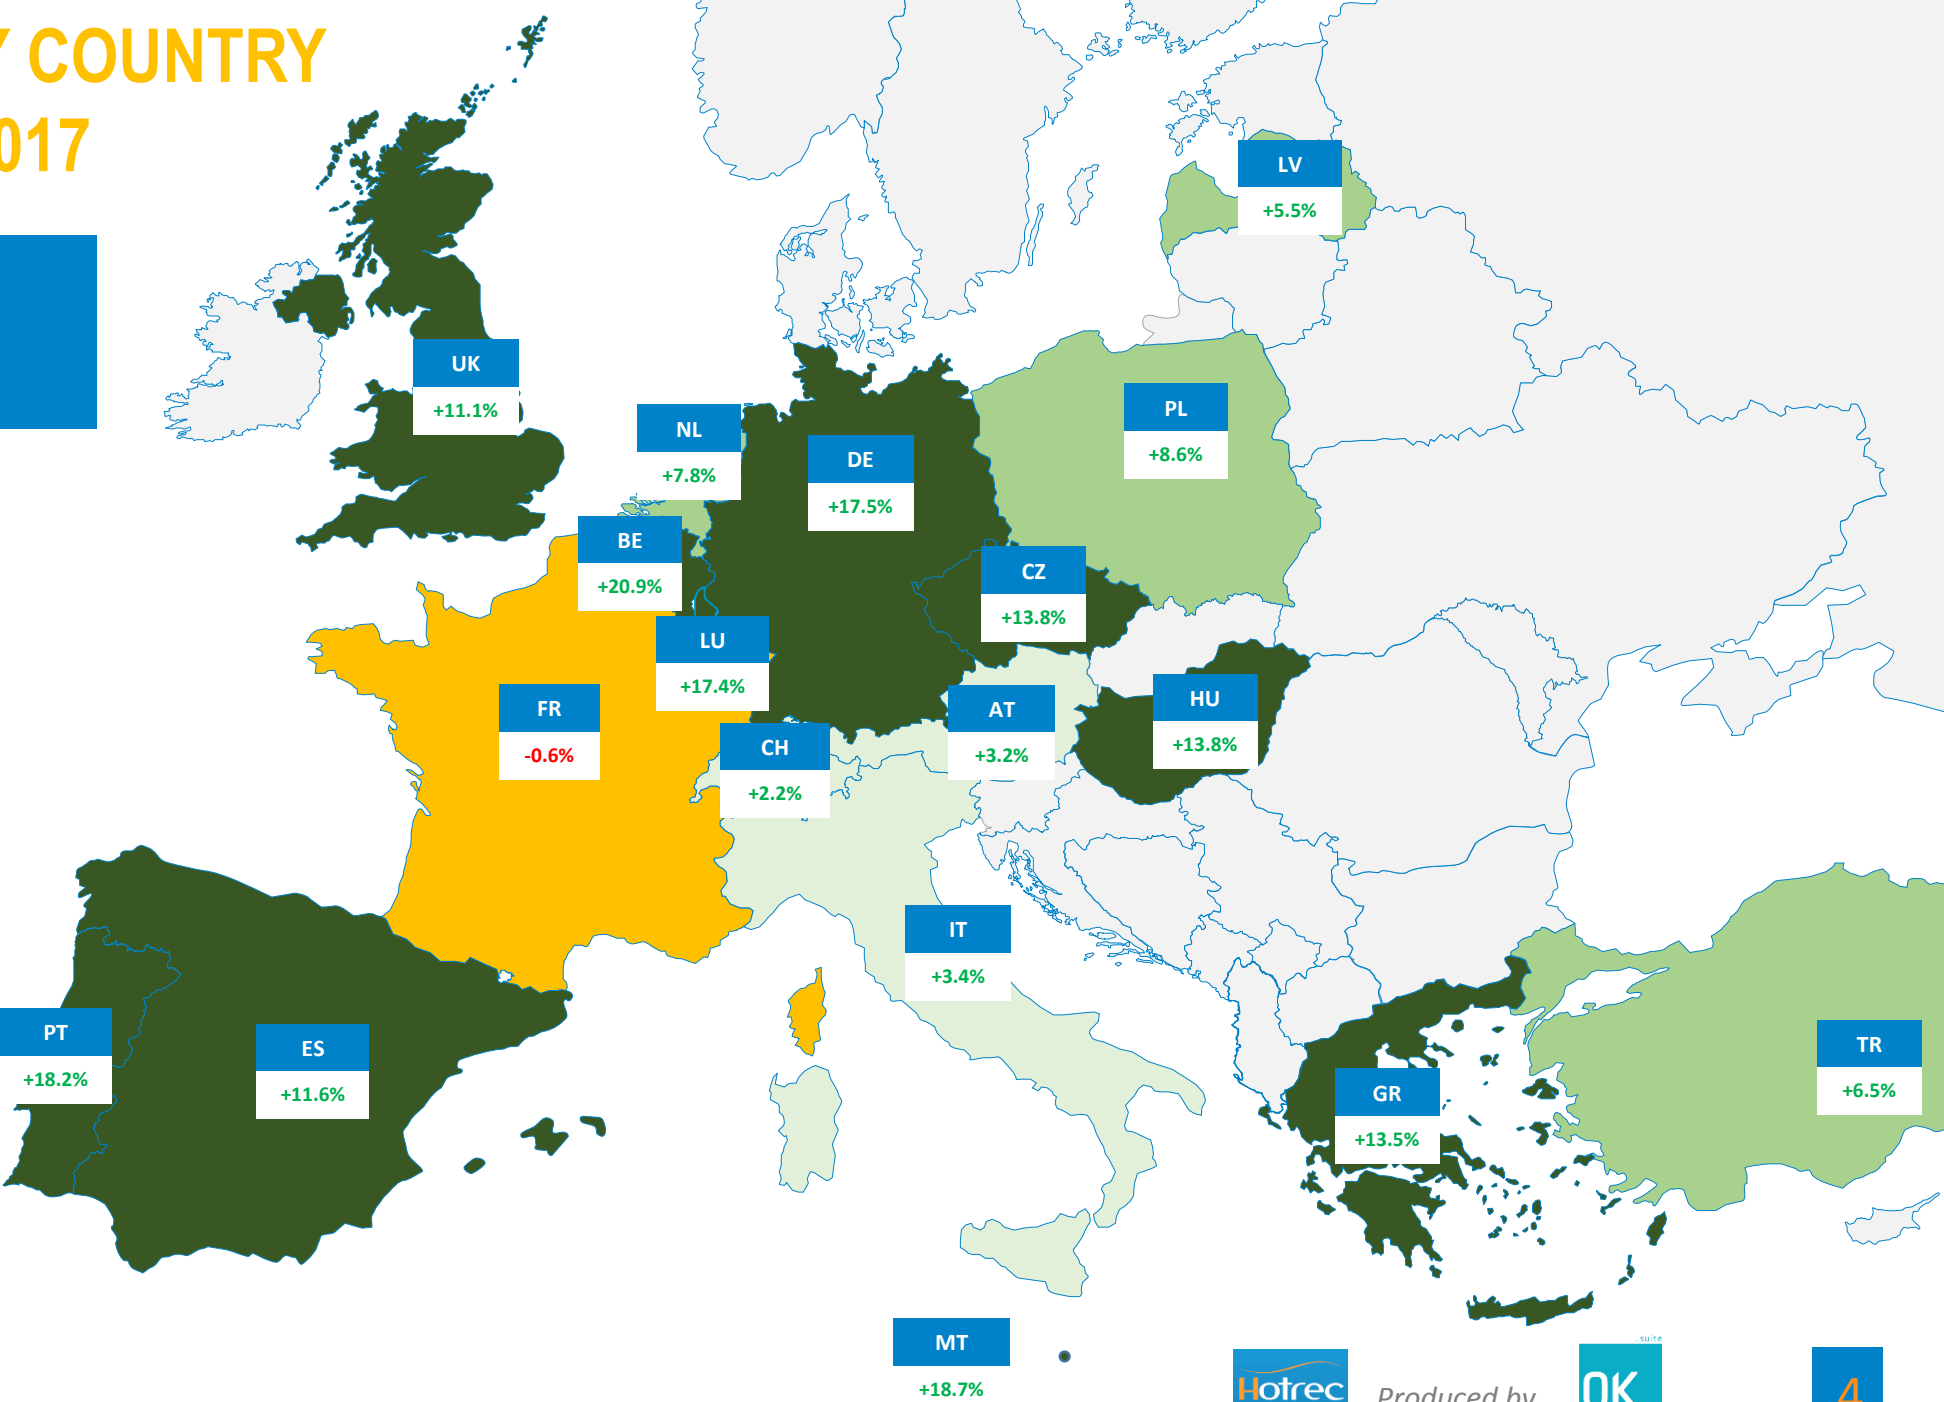 Y COUNTRY
017
LV
+5.5%
UK
+11.1%
PL
+8.6%
NL
+7.8%
DE
+17.5%
BE
+20.9%
CZ
+13.8%
LU
+17.4%
FR
-0.6%
AT
+3.2%
HU
+13.8%
CH
+2.2%
IT
+3.4%
PT
+18.2%
ES
+11.6%
TR
+6.5%
GR
+13.5%
MT
+18.7%
Hotrec
Produced by
suite
OK
4